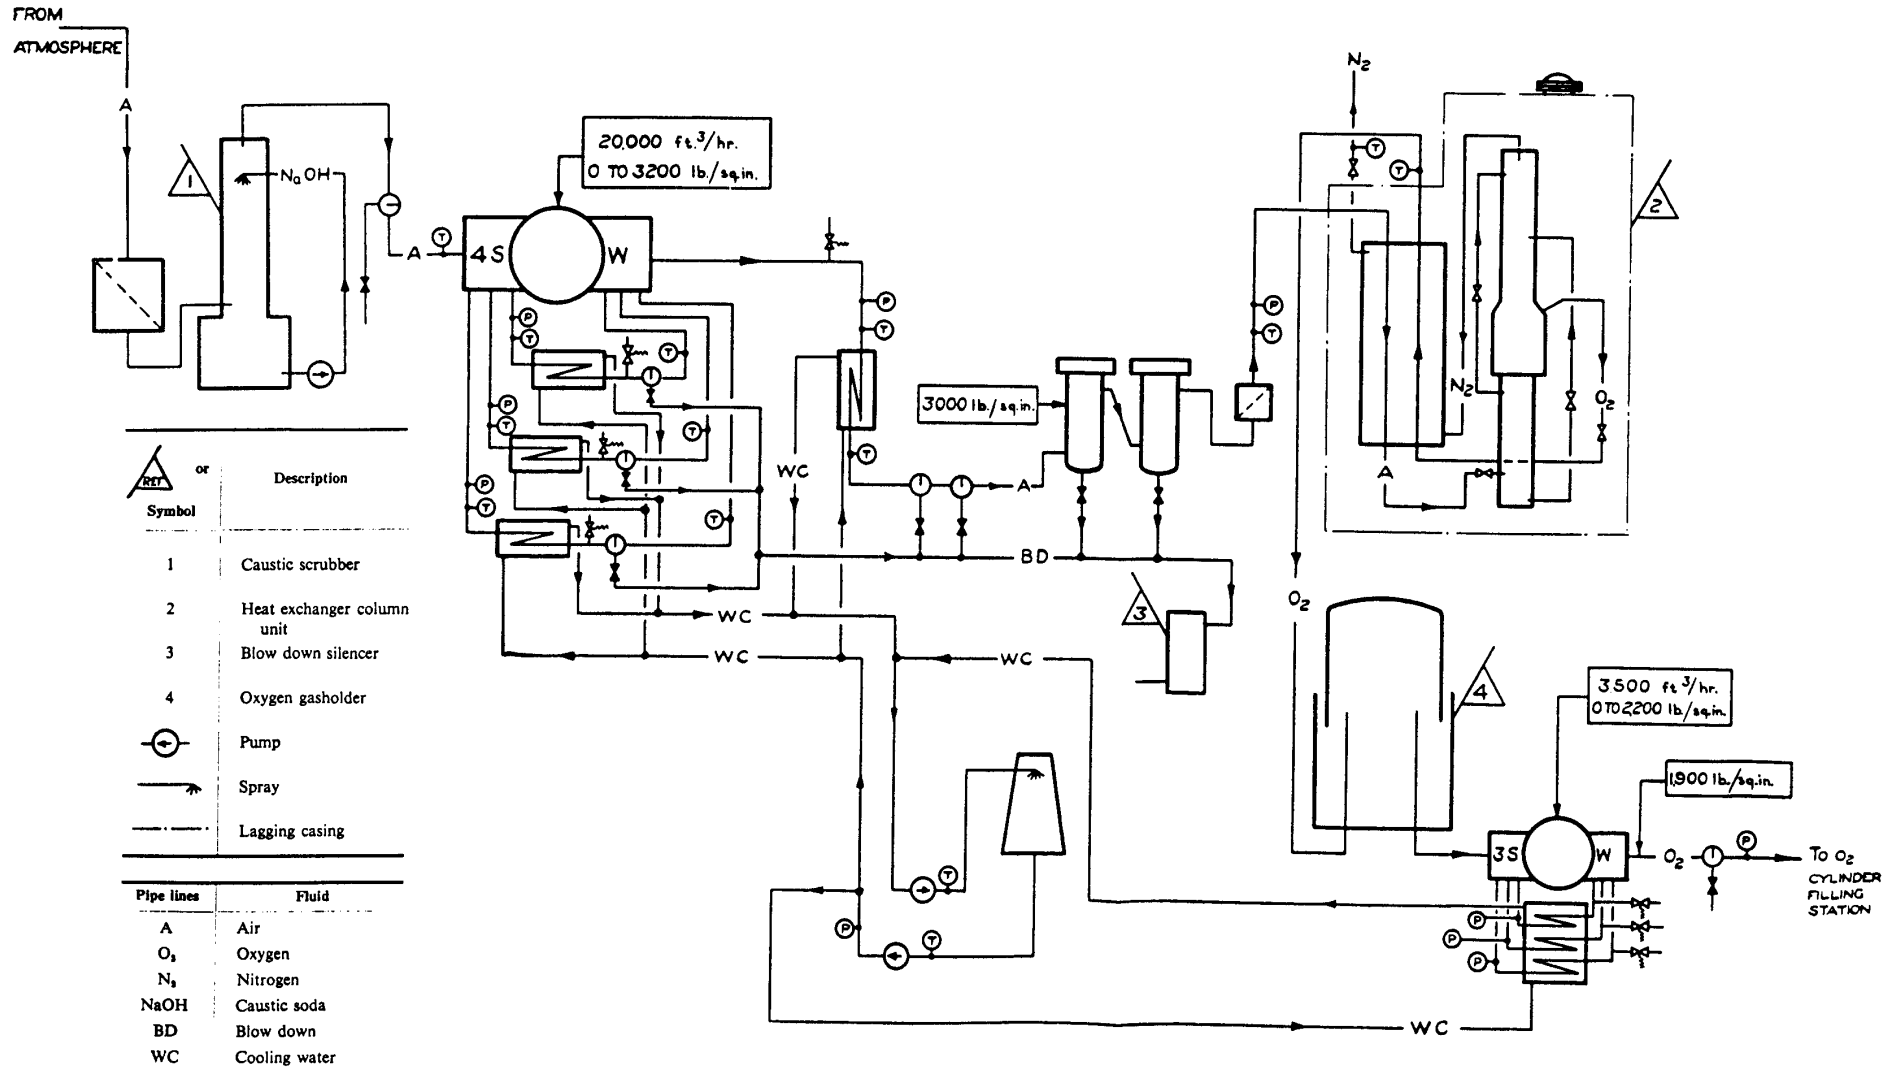 FROM
ATMOSPHERE
A
1
NaOH
A
T
20,000 ft.³/hr.
0 TO 3200 lb./sq.in.
4S
W
P
T
T
P
T
T
P
T
T
P
T
T
WC
3000 lb./sq.in.
A
BD
3
WC
WC
WC
P
T
N₂
T
T
2
N₂
O₂
A
O₂
4
3500 ft³/hr.
0 TO 2,200 lb./sq.in.
1,900 lb./sq.in.
3S
W
O₂
P
TO O₂
CYLINDER
FILLING
STATION
P
P
P
T
P
T
WC
REF
or
Symbol
Description
1 Caustic scrubber
2 Heat exchanger column
unit
3 Blow down silencer
4 Oxygen gasholder
Pump
Spray
Lagging casing
Pipe lines Fluid
A Air
O₂ Oxygen
N₂ Nitrogen
NaOH Caustic soda
BD Blow down
WC Cooling water